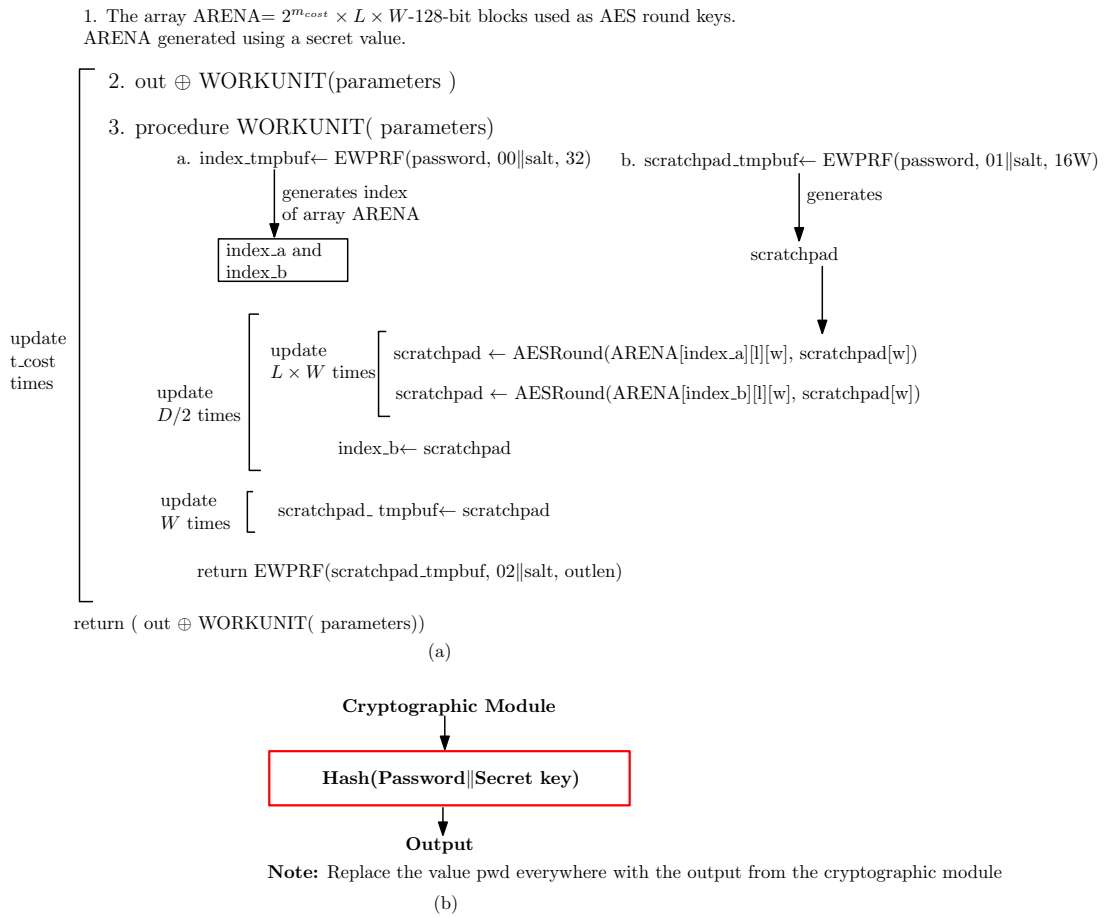 1. The array ARENA= 2^{m_{cost}} × L × W-128-bit blocks used as AES round keys.
ARENA generated using a secret value.
2. out ⊕ WORKUNIT(parameters )
3. procedure WORKUNIT( parameters)
a. index_tmpbuf← EWPRF(password, 00‖salt, 32)
b. scratchpad_tmpbuf← EWPRF(password, 01‖salt, 16W)
generates index
of array ARENA
generates
index_a and
index_b
scratchpad
update
t_cost
times
update
D/2 times
update
L × W times
scratchpad ← AESRound(ARENA[index_a][l][w], scratchpad[w])
scratchpad ← AESRound(ARENA[index_b][l][w], scratchpad[w])
index_b← scratchpad
update
W times
scratchpad_ tmpbuf← scratchpad
return EWPRF(scratchpad_tmpbuf, 02‖salt, outlen)
return ( out ⊕ WORKUNIT( parameters))
(a)
Cryptographic Module
Hash(Password‖Secret key)
Output
Note: Replace the value pwd everywhere with the output from the cryptographic module
(b)